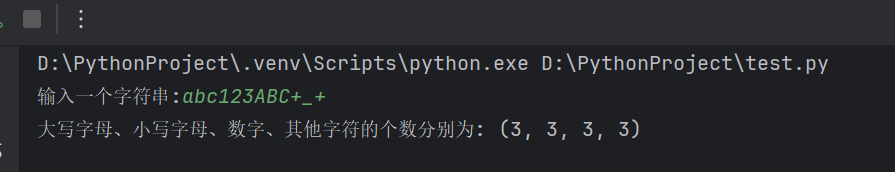 D:\PythonProject\.venv\Scripts\python.exe D:\PythonProject\test.py
输入一个字符串:abc123ABC+_+
大写字母、小写字母、数字、其他字符的个数分别为: (3, 3, 3, 3)